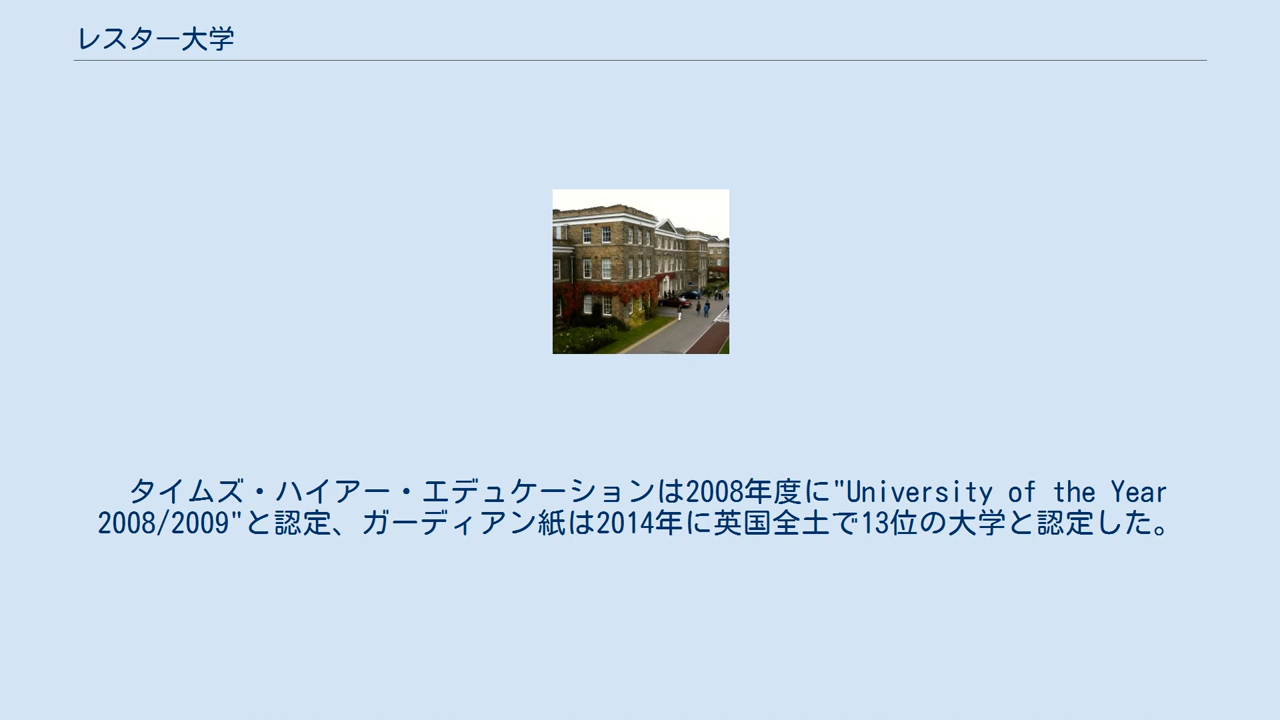 レスター大学
タイムズ・ハイアー・エデュケーションは2008年度に"University of the Year
2008/2009"と認定、ガーディアン紙は2014年に英国全土で13位の大学と認定した。